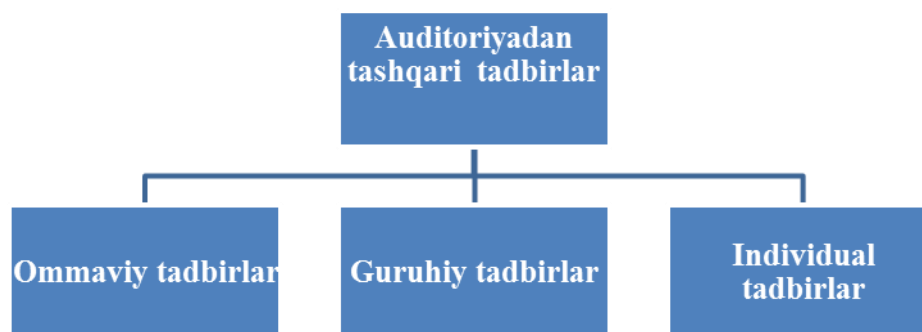 Auditoriyadan
tashqari tadbirlar
Ommaviy tadbirlar
Guruhiy tadbirlar
Individual
tadbirlar